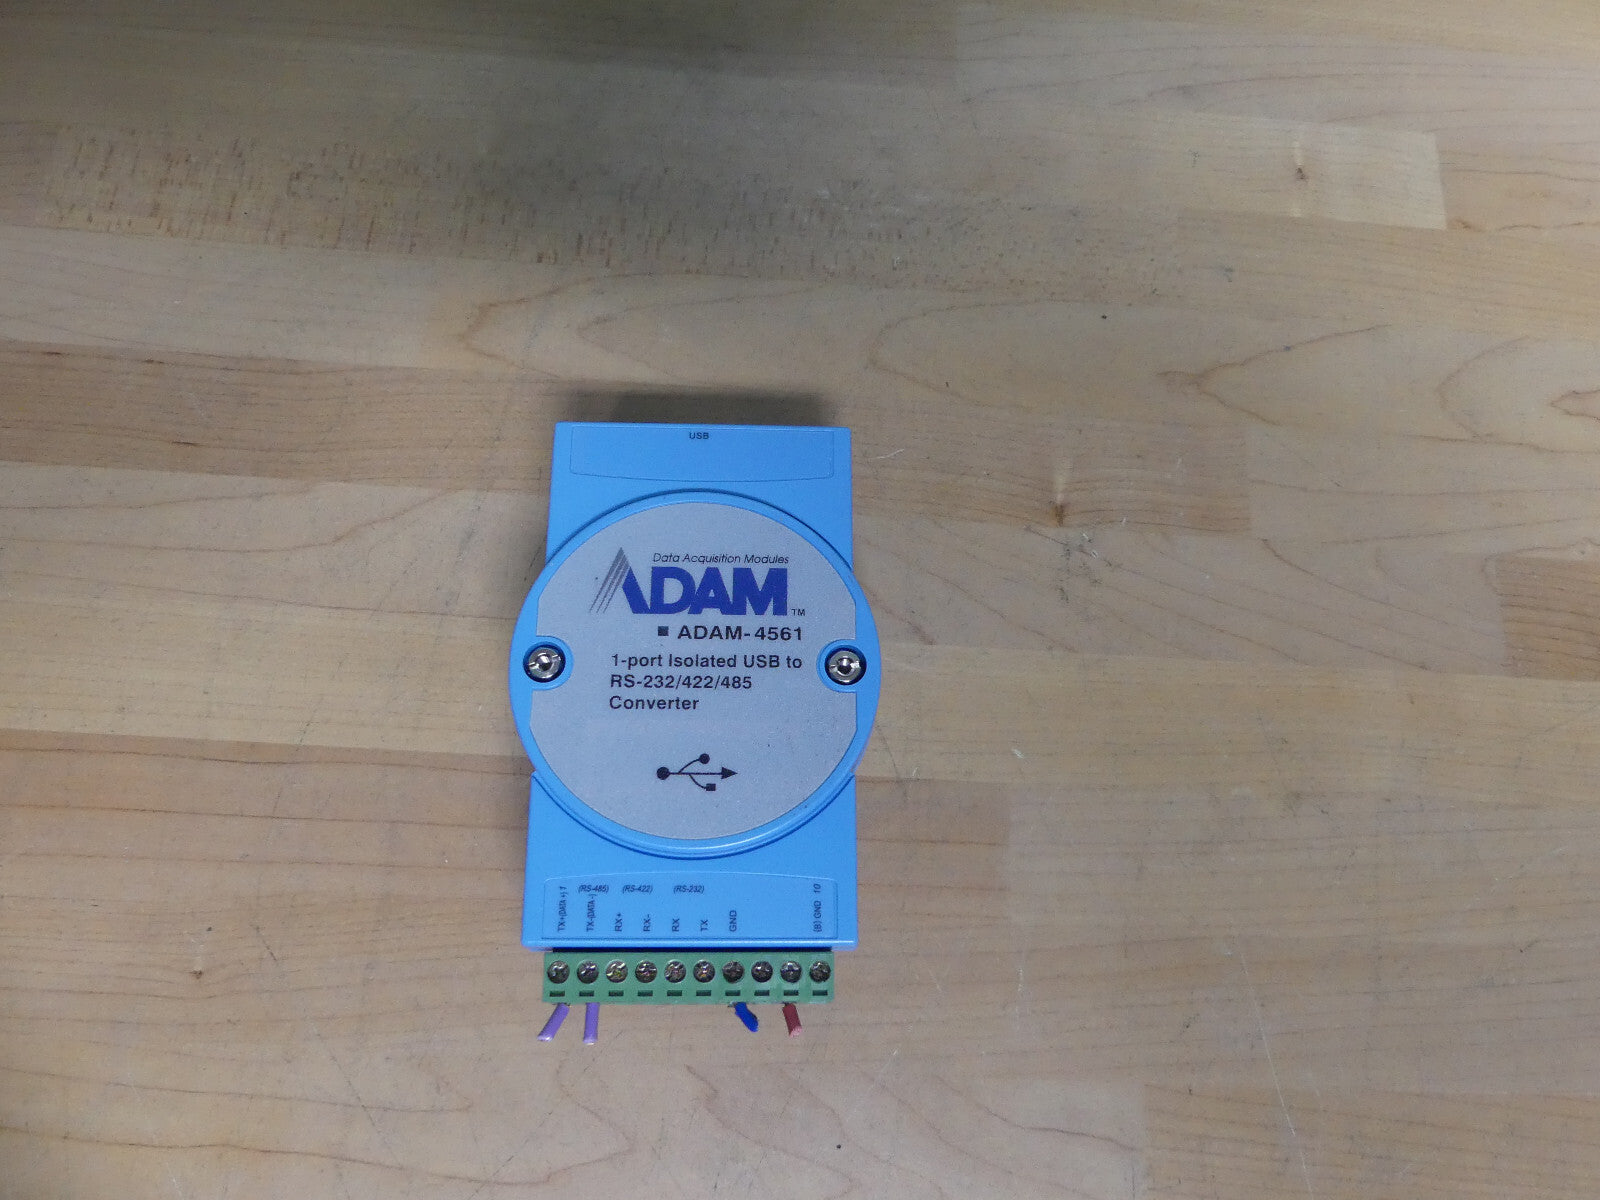 USB
Data Acquisition Modules
ADAM TM
ADAM-4561
1-port Isolated USB to
RS-232/422/485
Converter
(RS-485) (RS-422) (RS-232)
TX+(DATA +) 1
TX-(DATA -)
RX+
RX-
RX
TX
GND
(B) GND 10